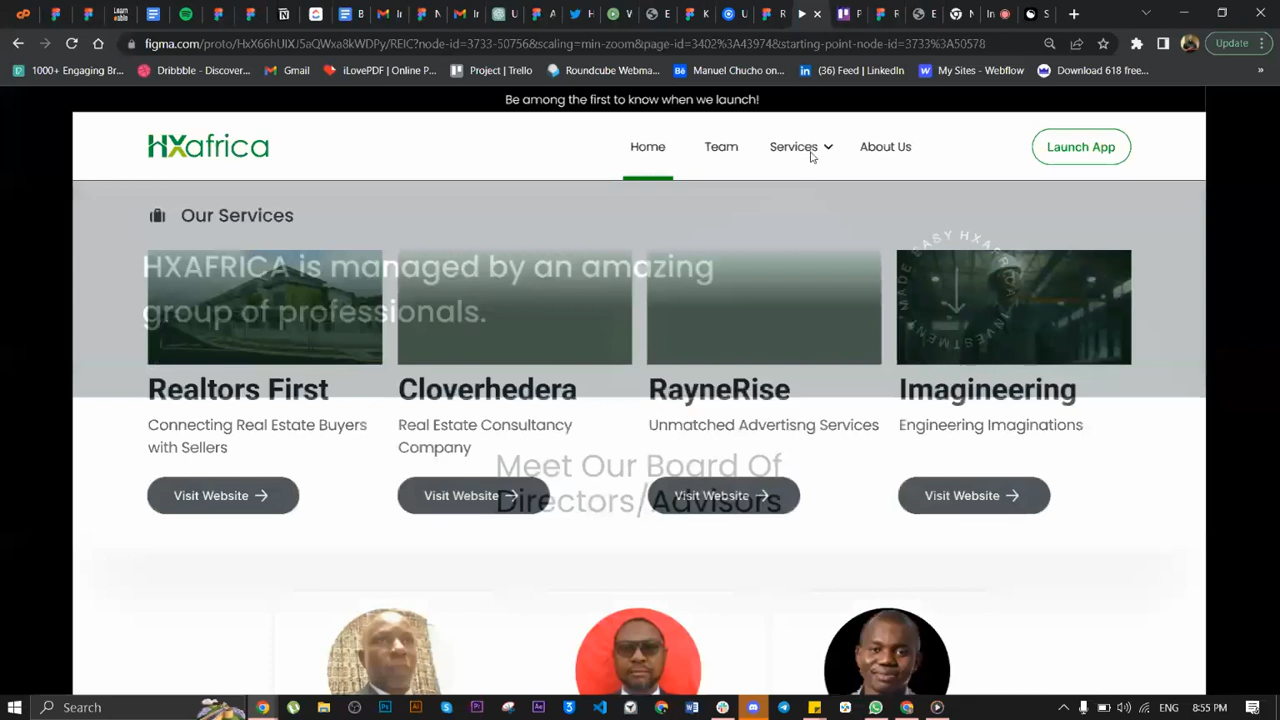 figma.com/proto/HxX66hUIXJ5aQWxa8kWDPy/REIC?node-id=3733-50756&scaling=min-zoom&page-id=3402%3A43974&starting-point-node-id=3733%3A50578
Update
1000+ Engaging Br...
Dribbble - Discover...
Gmail
iLovePDF | Online P...
Project | Trello
Roundcube Webma...
Manuel Chucho on...
(36) Feed | LinkedIn
My Sites - Webflow
Download 618 free...
Be among the first to know when we launch!
HXafrica
Home
Team
Services
About Us
Launch App
Our Services
HXAFRICA is managed by an amazing
group of professionals.
INVESTMENT MADE EASY HXAFRICA
Realtors First
Cloverhedera
RayneRise
Imagineering
Connecting Real Estate Buyers
with Sellers
Real Estate Consultancy
Company
Unmatched Advertisng Services
Engineering Imaginations
Meet Our Board Of
Directors/Advisors
Visit Website
Visit Website
Visit Website
Visit Website
Search
ENG
8:55 PM